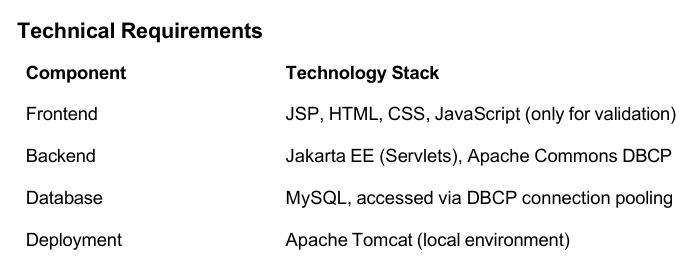 Technical Requirements
Component Technology Stack
Frontend JSP, HTML, CSS, JavaScript (only for validation)
Backend Jakarta EE (Servlets), Apache Commons DBCP
Database MySQL, accessed via DBCP connection pooling
Deployment Apache Tomcat (local environment)